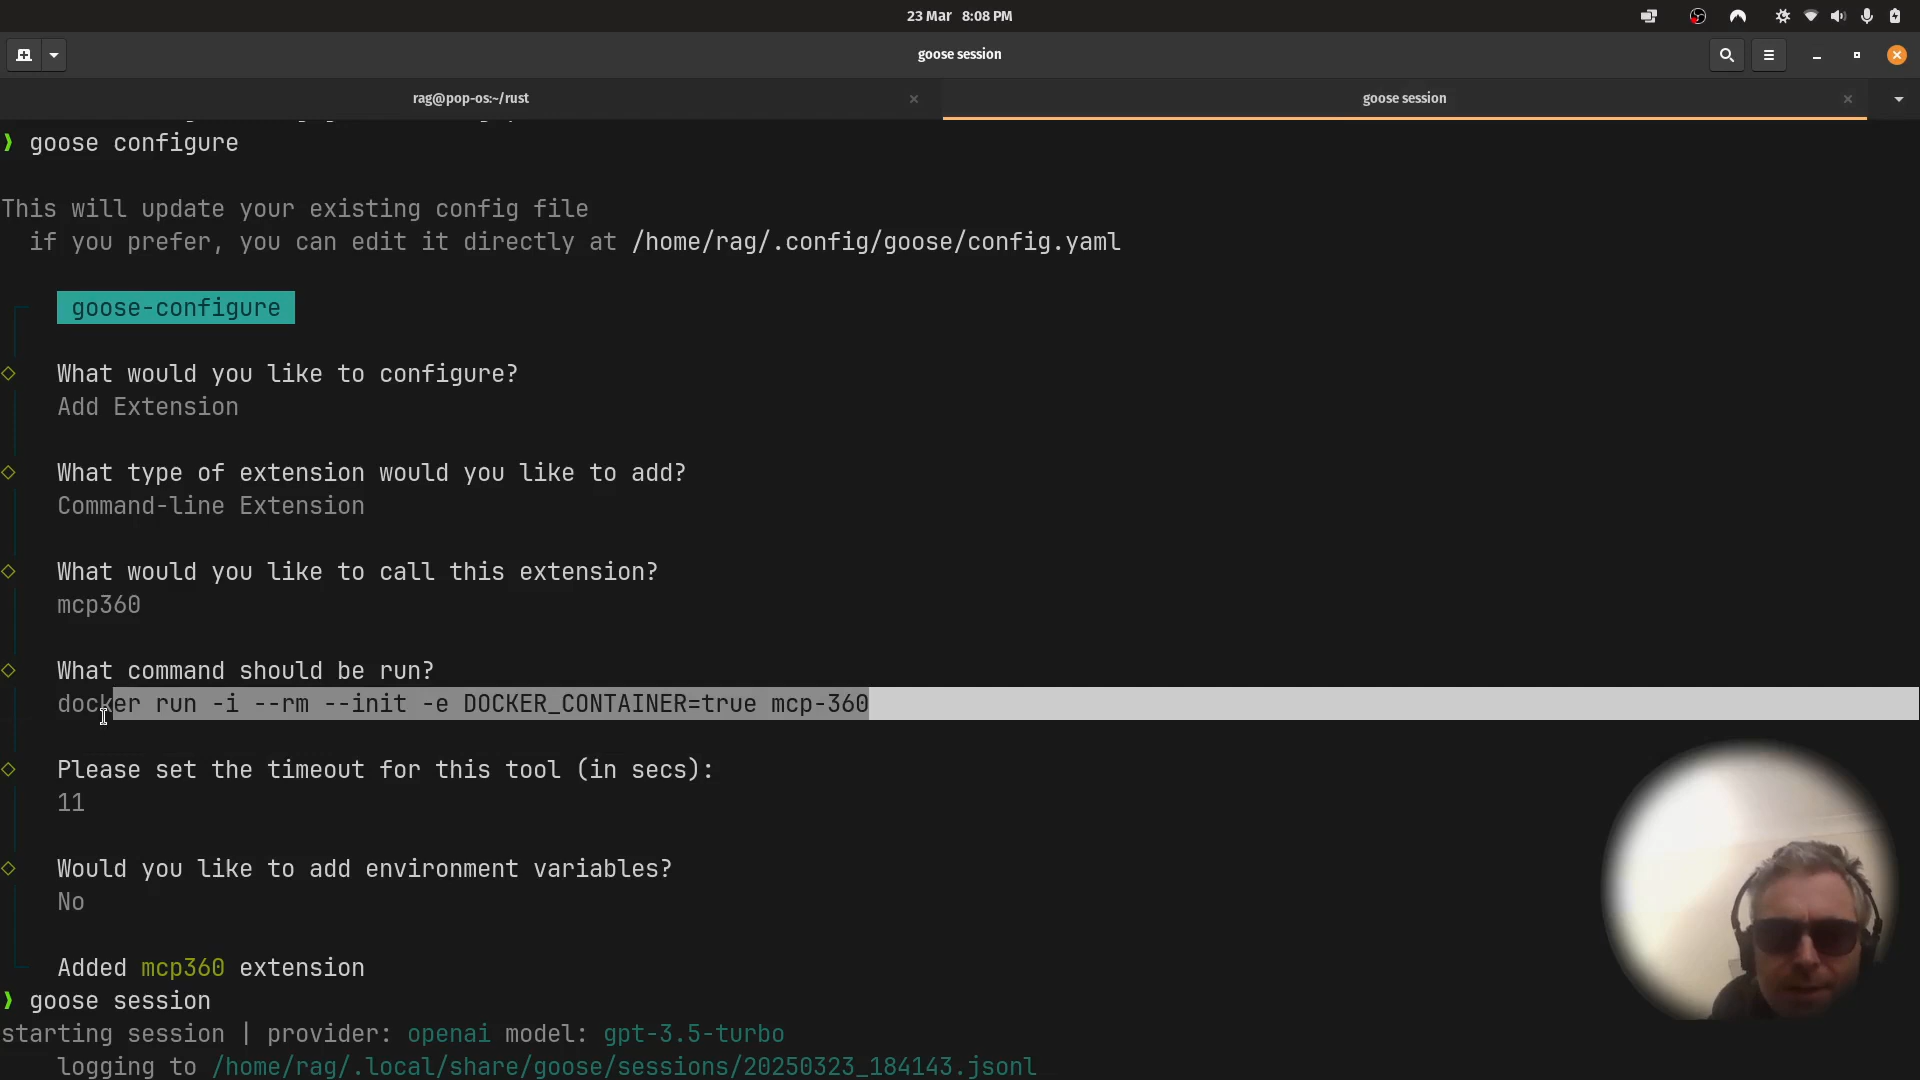 23 Mar 8:08 PM
goose session
rag@pop-os:~/rust
goose session
❯ goose configure
This will update your existing config file
if you prefer, you can edit it directly at /home/rag/.config/goose/config.yaml
goose-configure
What would you like to configure?
Add Extension
What type of extension would you like to add?
Command-line Extension
What would you like to call this extension?
mcp360
What command should be run?
docker run -i --rm --init -e DOCKER_CONTAINER=true mcp-360
Please set the timeout for this tool (in secs):
11
Would you like to add environment variables?
No
Added mcp360 extension
❯ goose session
starting session | provider: openai model: gpt-3.5-turbo
logging to /home/rag/.local/share/goose/sessions/20250323_184143.jsonl